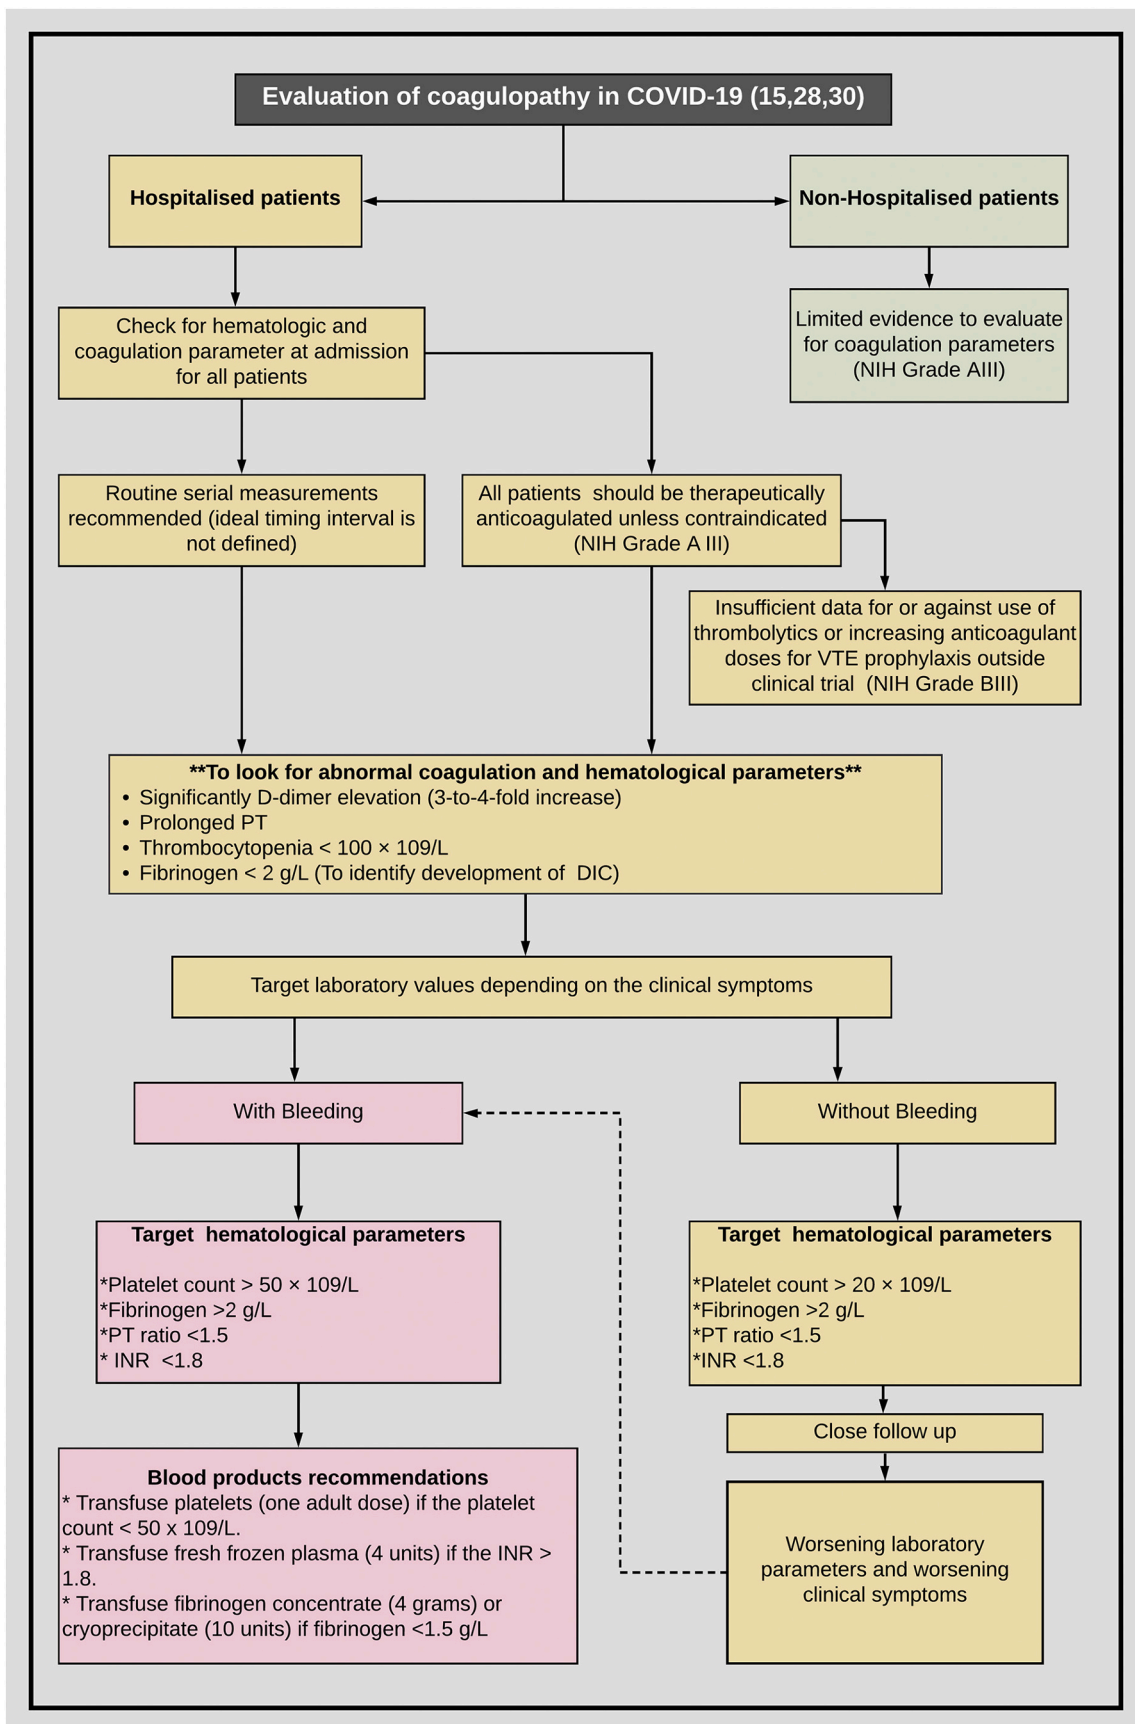 Evaluation of coagulopathy in COVID-19 (15,28,30)
Hospitalised patients
Non-Hospitalised patients
Check for hematologic and
coagulation parameter at admission
for all patients
Limited evidence to evaluate
for coagulation parameters
(NIH Grade AIII)
Routine serial measurements
recommended (ideal timing interval is
not defined)
All patients  should be therapeutically
anticoagulated unless contraindicated
(NIH Grade A III)
Insufficient data for or against use of
thrombolytics or increasing anticoagulant
doses for VTE prophylaxis outside
clinical trial  (NIH Grade BIII)
**To look for abnormal coagulation and hematological parameters**
• Significantly D-dimer elevation (3-to-4-fold increase)
• Prolonged PT
• Thrombocytopenia < 100 × 109/L
• Fibrinogen < 2 g/L (To identify development of  DIC)
Target laboratory values depending on the clinical symptoms
With Bleeding
Without Bleeding
Target  hematological parameters
*Platelet count > 50 × 109/L
*Fibrinogen >2 g/L
*PT ratio <1.5
* INR  <1.8
Target  hematological parameters
*Platelet count > 20 × 109/L
*Fibrinogen >2 g/L
*PT ratio <1.5
*INR <1.8
Close follow up
Blood products recommendations
* Transfuse platelets (one adult dose) if the platelet
count < 50 x 109/L.
* Transfuse fresh frozen plasma (4 units) if the INR >
1.8.
* Transfuse fibrinogen concentrate (4 grams) or
cryoprecipitate (10 units) if fibrinogen <1.5 g/L
Worsening laboratory
parameters and worsening
clinical symptoms